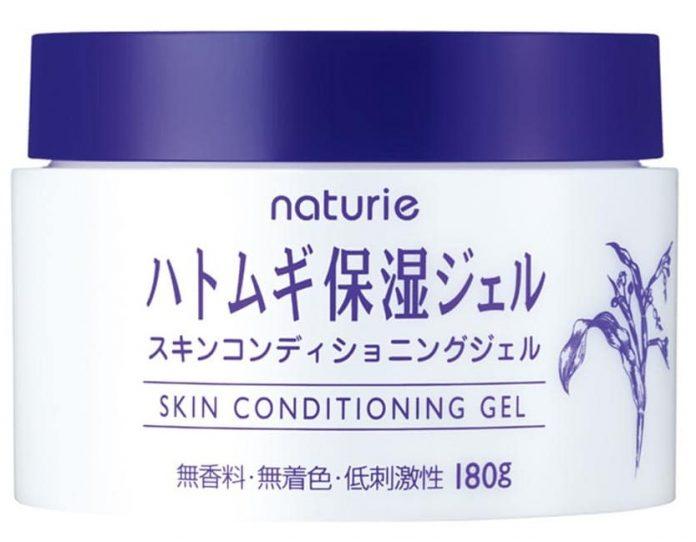 naturie
ハトムギ保湿ジェル
スキンコンディショニングジェル
SKIN CONDITIONING GEL
無香料・無着色・低刺激性 180g